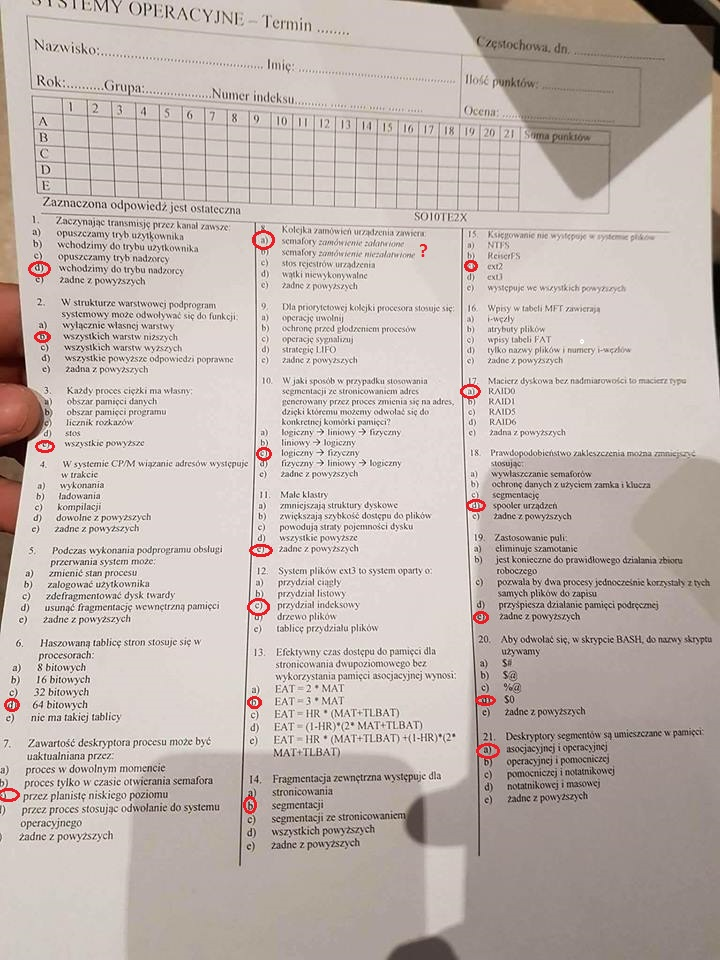 SYSTEMY OPERACYJNE – Termin ........
Częstochowa, dn. ........................
Nazwisko:.......................................... Imię: ..........................................
Ilość punktów: ........................
Rok:..........Grupa:..................Numer indeksu......... ..... ..... ..... ..... ......
Ocena: ........................
1 2 3 4 5 6 7 8 9 10 11 12 13 14 15 16 17 18 19 20 21 Suma punktów
A
B
C
D
E
Zaznaczona odpowiedź jest ostateczna
SO10TE2X
1. Zaczynając transmisję przez kanał zawsze:
a) opuszczamy tryb użytkownika
b) wchodzimy do trybu użytkownika
c) opuszczamy tryb nadzorcy
d) wchodzimy do trybu nadzorcy
e) żadne z powyższych
2. W strukturze warstwowej podprogram
systemowy może odwoływać się do funkcji:
a) wyłącznie własnej warstwy
b) wszystkich warstw niższych
c) wszystkich warstw wyższych
d) wszystkie powyższe odpowiedzi poprawne
e) żadna z powyższych
3. Każdy proces ciężki ma własny:
a) obszar pamięci danych
b) obszar pamięci programu
c) licznik rozkazów
d) stos
e) wszystkie powyższe
4. W systemie CP/M wiązanie adresów występuje
w trakcie
a) wykonania
b) ładowania
c) kompilacji
d) dowolne z powyższych
e) żadne z powyższych
5. Podczas wykonania podprogramu obsługi
przerwania system może:
a) zmienić stan procesu
b) zalogować użytkownika
c) zdefragmentować dysk twardy
d) usunąć fragmentację wewnętrzną pamięci
e) żadne z powyższych
6. Haszowaną tablicę stron stosuje się w
procesorach:
a) 8 bitowych
b) 16 bitowych
c) 32 bitowych
d) 64 bitowych
e) nie ma takiej tablicy
7. Zawartość deskryptora procesu może być
uaktualniana przez:
a) proces w dowolnym momencie
b) proces tylko w czasie otwierania semafora
przez planistę niskiego poziomu
) przez proces stosując odwołanie do systemu
operacyjnego
) żadne z powyższych
8. Kolejka zamówień urządzenia zawiera:
a) semafory zamówienie załatwione
b) semafory zamówienie niezałatwione ?
c) stos rejestrów urządzenia
d) wątki niewykonywalne
e) żadne z powyższych
9. Dla priorytetowej kolejki procesora stosuje się:
a) operację uwolnij
b) ochronę przed głodzeniem procesów
c) operację sygnalizuj
d) strategię LIFO
e) żadne z powyższych
10. W jaki sposób w przypadku stosowania
segmentacji ze stronicowaniem adres
generowany przez proces zmienia się na adres,
dzięki któremu możemy odwołać się do
konkretnej komórki pamięci?
a) logiczny → liniowy → fizyczny
b) liniowy → logiczny
c) logiczny → fizyczny
d) fizyczny → liniowy → logiczny
e) żadne z powyższych
11. Małe klastry
a) zmniejszają struktury dyskowe
b) zwiększają szybkość dostępu do plików
c) powodują straty pojemności dysku
d) wszystkie powyższe
e) żadne z powyższych
12. System plików ext3 to system oparty o:
a) przydział ciągły
b) przydział listowy
c) przydział indeksowy
d) drzewo plików
e) tablicę przydziału plików
13. Efektywny czas dostępu do pamięci dla
stronicowania dwupoziomowego bez
wykorzystania pamięci asocjacyjnej wynosi:
a) EAT = 2 * MAT
b) EAT = 3 * MAT
c) EAT = HR * (MAT+TLBAT)
d) EAT = (1-HR)*(2* MAT+TLBAT)
e) EAT = HR * (MAT+TLBAT) +(1-HR)*(2*
MAT+TLBAT)
14. Fragmentacja zewnętrzna występuje dla
a) stronicowania
b) segmentacji
c) segmentacji ze stronicowaniem
d) wszystkich powyższych
e) żadne z powyższych
15. Księgowanie nie występuje w systemie plików
a) NTFS
b) ReiserFS
c) ext2
d) ext3
e) występuje we wszystkich powyższych
16. Wpisy w tabeli MFT zawierają
a) i-węzły
b) atrybuty plików
c) wpisy tabeli FAT
d) tylko nazwy plików i numery i-węzłów
e) żadne z powyższych
17. Macierz dyskowa bez nadmiarowości to macierz typu
a) RAID0
b) RAID1
c) RAID5
d) RAID6
e) żadna z powyższych
18. Prawdopodobieństwo zakleszczenia można zmniejszyć
stosując:
a) wywłaszczanie semaforów
b) ochronę danych z użyciem zamka i klucza
c) segmentację
d) spooler urządzeń
e) żadne z powyższych
19. Zastosowanie puli:
a) eliminuje szamotanie
b) jest konieczne do prawidłowego działania zbioru
roboczego
c) pozwala by dwa procesy jednocześnie korzystały z tych
samych plików do zapisu
d) przyśpiesza działanie pamięci podręcznej
e) żadne z powyższych
20. Aby odwołać się, w skrypcie BASH, do nazwy skryptu
używamy
a) $#
b) $@
c) %@
d) $0
e) żadne z powyższych
21. Deskryptory segmentów są umieszczane w pamięci:
a) asocjacyjnej i operacyjnej
b) operacyjnej i pomocniczej
c) pomocniczej i notatnikowej
d) notatnikowej i masowej
e) żadne z powyższych